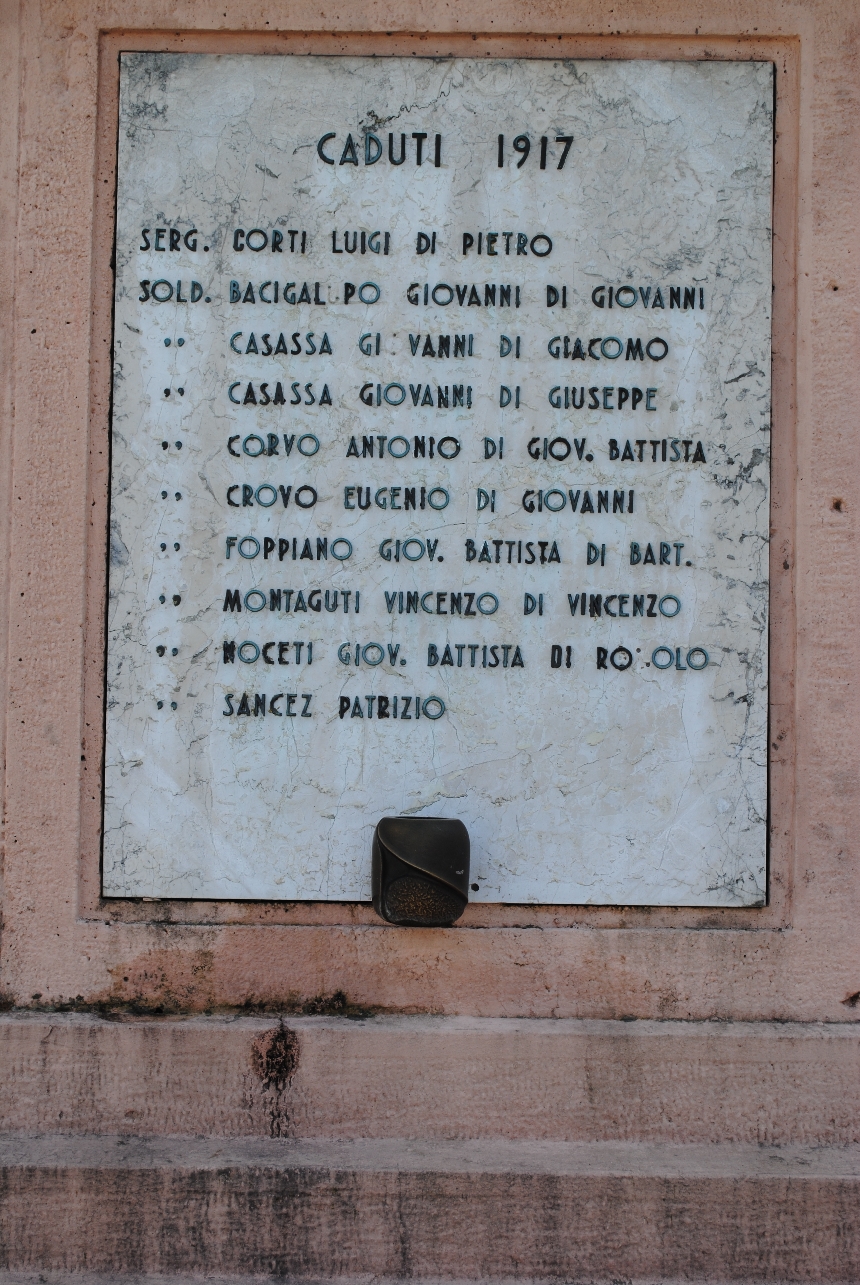 CADUTI 1917
SERG. CORTI LUIGI DI PIETRO
SOLD. BACIGAL PO GIOVANNI DI GIOVANNI
,, CASASSA GI VANNI DI GIACOMO
,, CASASSA GIOVANNI DI GIUSEPPE
,, CORVO ANTONIO DI GIOV. BATTISTA
,, CROVO EUGENIO DI GIOVANNI
,, FOPPIANO GIOV. BATTISTA DI BART.
,, MONTAGUTI VINCENZO DI VINCENZO
,, NOCETI GIOV. BATTISTA DI
,, SANCEZ PATRIZIO